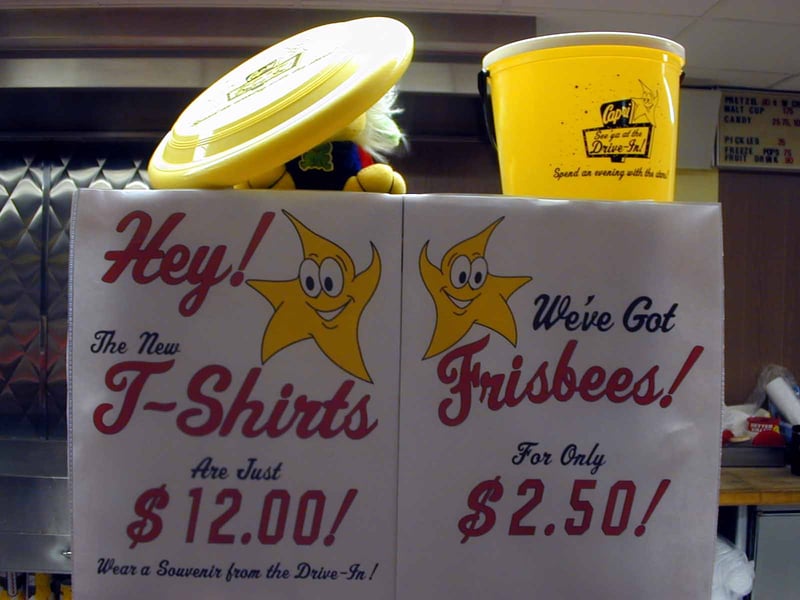 Capri
See ya at the
Drive-In!
Spend an evening with the stars!
PRETZEL
MALT CUP
CANDY
PICKLES
FREEZE POPS
FRUIT DRINK
Hey!
The New
T-Shirts
Are Just
$12.00!
Wear a Souvenir from the Drive-In!
We've Got
Frisbees!
For Only
$2.50!